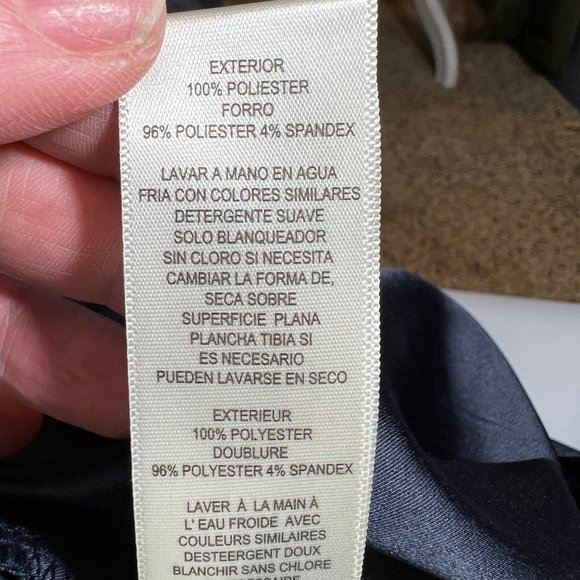 EXTERIOR
100% POLIESTER
FORRO
96% POLIESTER 4% SPANDEX
LAVAR A MANO EN AGUA
FRIA CON COLORES SIMILARES
DETERGENTE SUAVE
SOLO BLANQUEADOR
SIN CLORO SI NECESITA
CAMBIAR LA FORMA DE,
SECA SOBRE
SUPERFICIE PLANA
PLANCHA TIBIA SI
ES NECESARIO
PUEDEN LAVARSE EN SECO
EXTERIEUR
100% POLYESTER
DOUBLURE
96% POLYESTER 4% SPANDEX
LAVER À LA MAIN À
L' EAU FROIDE AVEC
COULEURS SIMILAIRES
DESTEERGENT DOUX
BLANCHIR SANS CHLORE